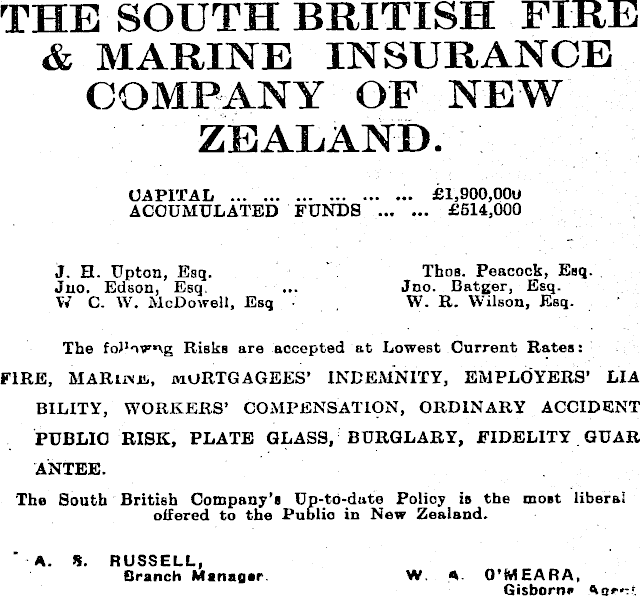 THE SOUTH BRITISH FIRE
& MARINE INSURANCE
COMPANY OF NEW
ZEALAND.
CAPITAL ... ... ... ... ... ... £1,900,000
ACCUMULATED FUNDS ... ... £514,000
J. H. Upton, Esq. Thos. Peacock, Esq.
Jno. Edson, Esq. ... Jno. Batger, Esq.
W C. W. McDowell, Esq W. R. Wilson, Esq.
The following Risks are accepted at Lowest Current Rates:
FIRE, MARINE, MORTGAGEES' INDEMNITY, EMPLOYERS' LIA
BILITY, WORKERS' COMPENSATION, ORDINARY ACCIDENT
PUBLIC RISK, PLATE GLASS, BURGLARY, FIDELITY GUAR
ANTEE.
The South British Company's Up-to-date Policy is the most liberal
offered to the Public in New Zealand.
A. S. RUSSELL,
Branch Manager.
W. A. O'MEARA,
Gisborne Agent